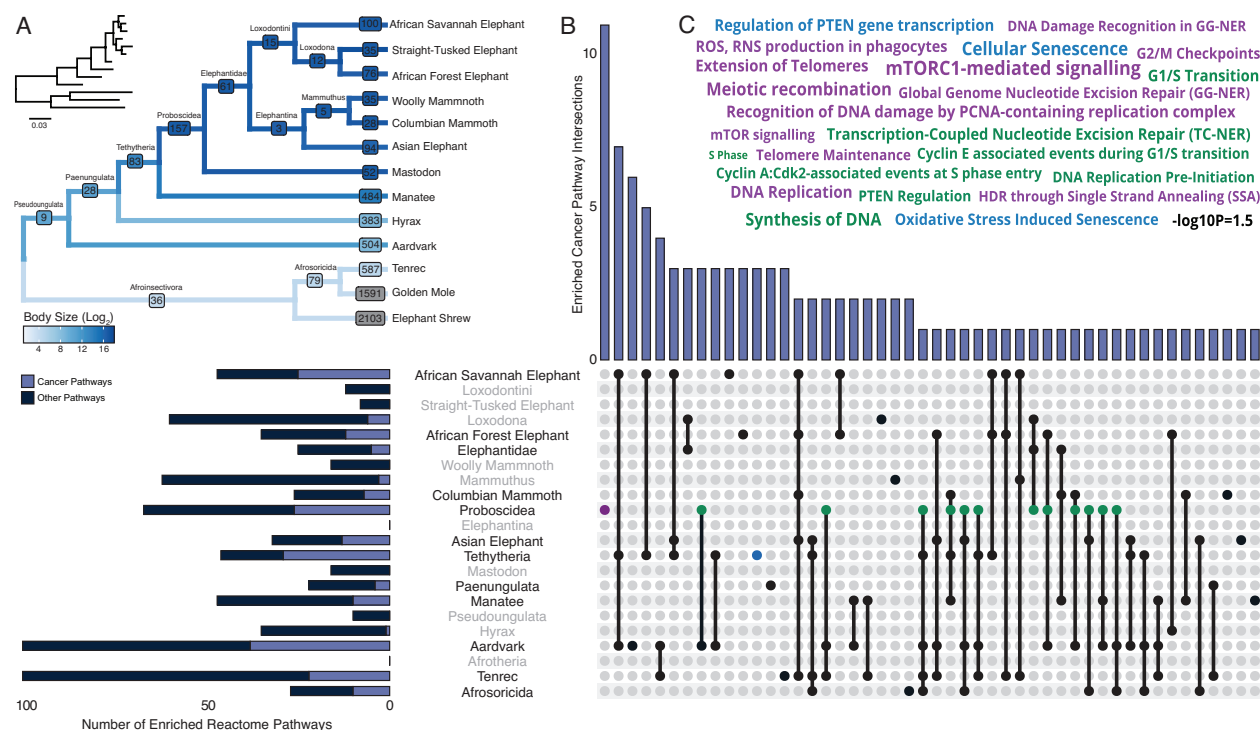 A
0.03
Loxodontini
100
African Savannah Elephant
15
Loxodona
35
Straight-Tusked Elephant
12
76
African Forest Elephant
Elephantidae
61
Mammuthus
35
Woolly Mammnoth
5
28
Columbian Mammoth
Proboscidea
157
Elephantina
3
94
Asian Elephant
Tethytheria
83
52
Mastodon
Paenungulata
28
484
Manatee
Pseudoungulata
9
383
Hyrax
504
Aardvark
Afrosoricida
587
Tenrec
79
Afroinsectivora
36
1591
Golden Mole
2103
Elephant Shrew
Body Size (Log2)
4 8 12 16
Cancer Pathways
Other Pathways
African Savannah Elephant
Loxodontini
Straight-Tusked Elephant
Loxodona
African Forest Elephant
Elephantidae
Woolly Mammnoth
Mammuthus
Columbian Mammoth
Proboscidea
Elephantina
Asian Elephant
Tethytheria
Mastodon
Paenungulata
Manatee
Pseudoungulata
Hyrax
Aardvark
Afrotheria
Tenrec
Afrosoricida
100 50 0
Number of Enriched Reactome Pathways
B
Enriched Cancer Pathway Intersections
10
5
0
C
Regulation of PTEN gene transcription DNA Damage Recognition in GG-NER
ROS, RNS production in phagocytes Cellular Senescence G2/M Checkpoints
Extension of Telomeres mTORC1-mediated signalling G1/S Transition
Meiotic recombination Global Genome Nucleotide Excision Repair (GG-NER)
Recognition of DNA damage by PCNA-containing replication complex
mTOR signalling Transcription-Coupled Nucleotide Excision Repair (TC-NER)
S Phase Telomere Maintenance Cyclin E associated events during G1/S transition
Cyclin A:Cdk2-associated events at S phase entry DNA Replication Pre-Initiation
DNA Replication PTEN Regulation HDR through Single Strand Annealing (SSA)
Synthesis of DNA Oxidative Stress Induced Senescence -log10P=1.5